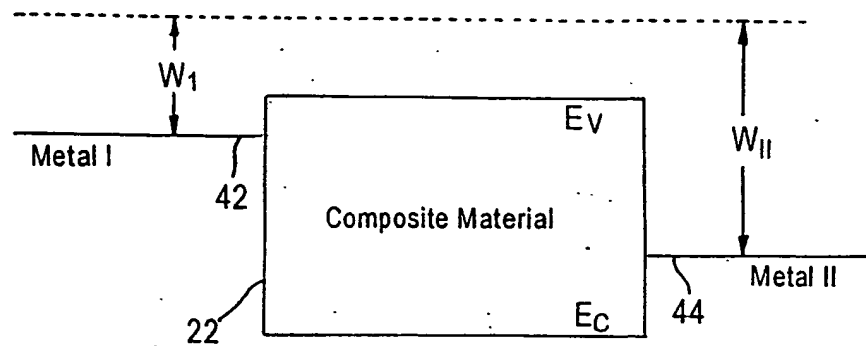 W1
WII
EV
Metal I
42
Composite Material
Metal II
22
EC
44